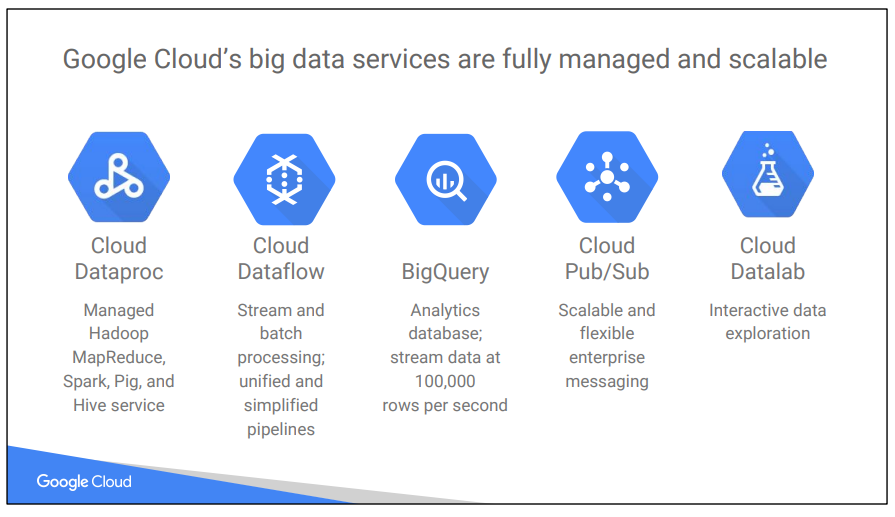 Google Cloud’s big data services are fully managed and scalable
Cloud
Dataproc
Managed
Hadoop
MapReduce,
Spark, Pig, and
Hive service
Cloud
Dataflow
Stream and
batch
processing;
unified and
simplified
pipelines
BigQuery
Analytics
database;
stream data at
100,000
rows per second
Cloud
Pub/Sub
Scalable and
flexible
enterprise
messaging
Cloud
Datalab
Interactive data
exploration
Google Cloud